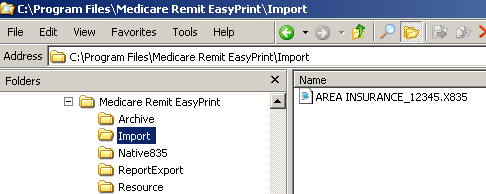 C:\Program Files\Medicare Remit EasyPrint\Import
File Edit View Favorites Tools Help
Address C:\Program Files\Medicare Remit EasyPrint\Import
Folders
Name
Medicare Remit EasyPrint
AREA INSURANCE_12345.X835
Archive
Import
Native835
ReportExport
Resource